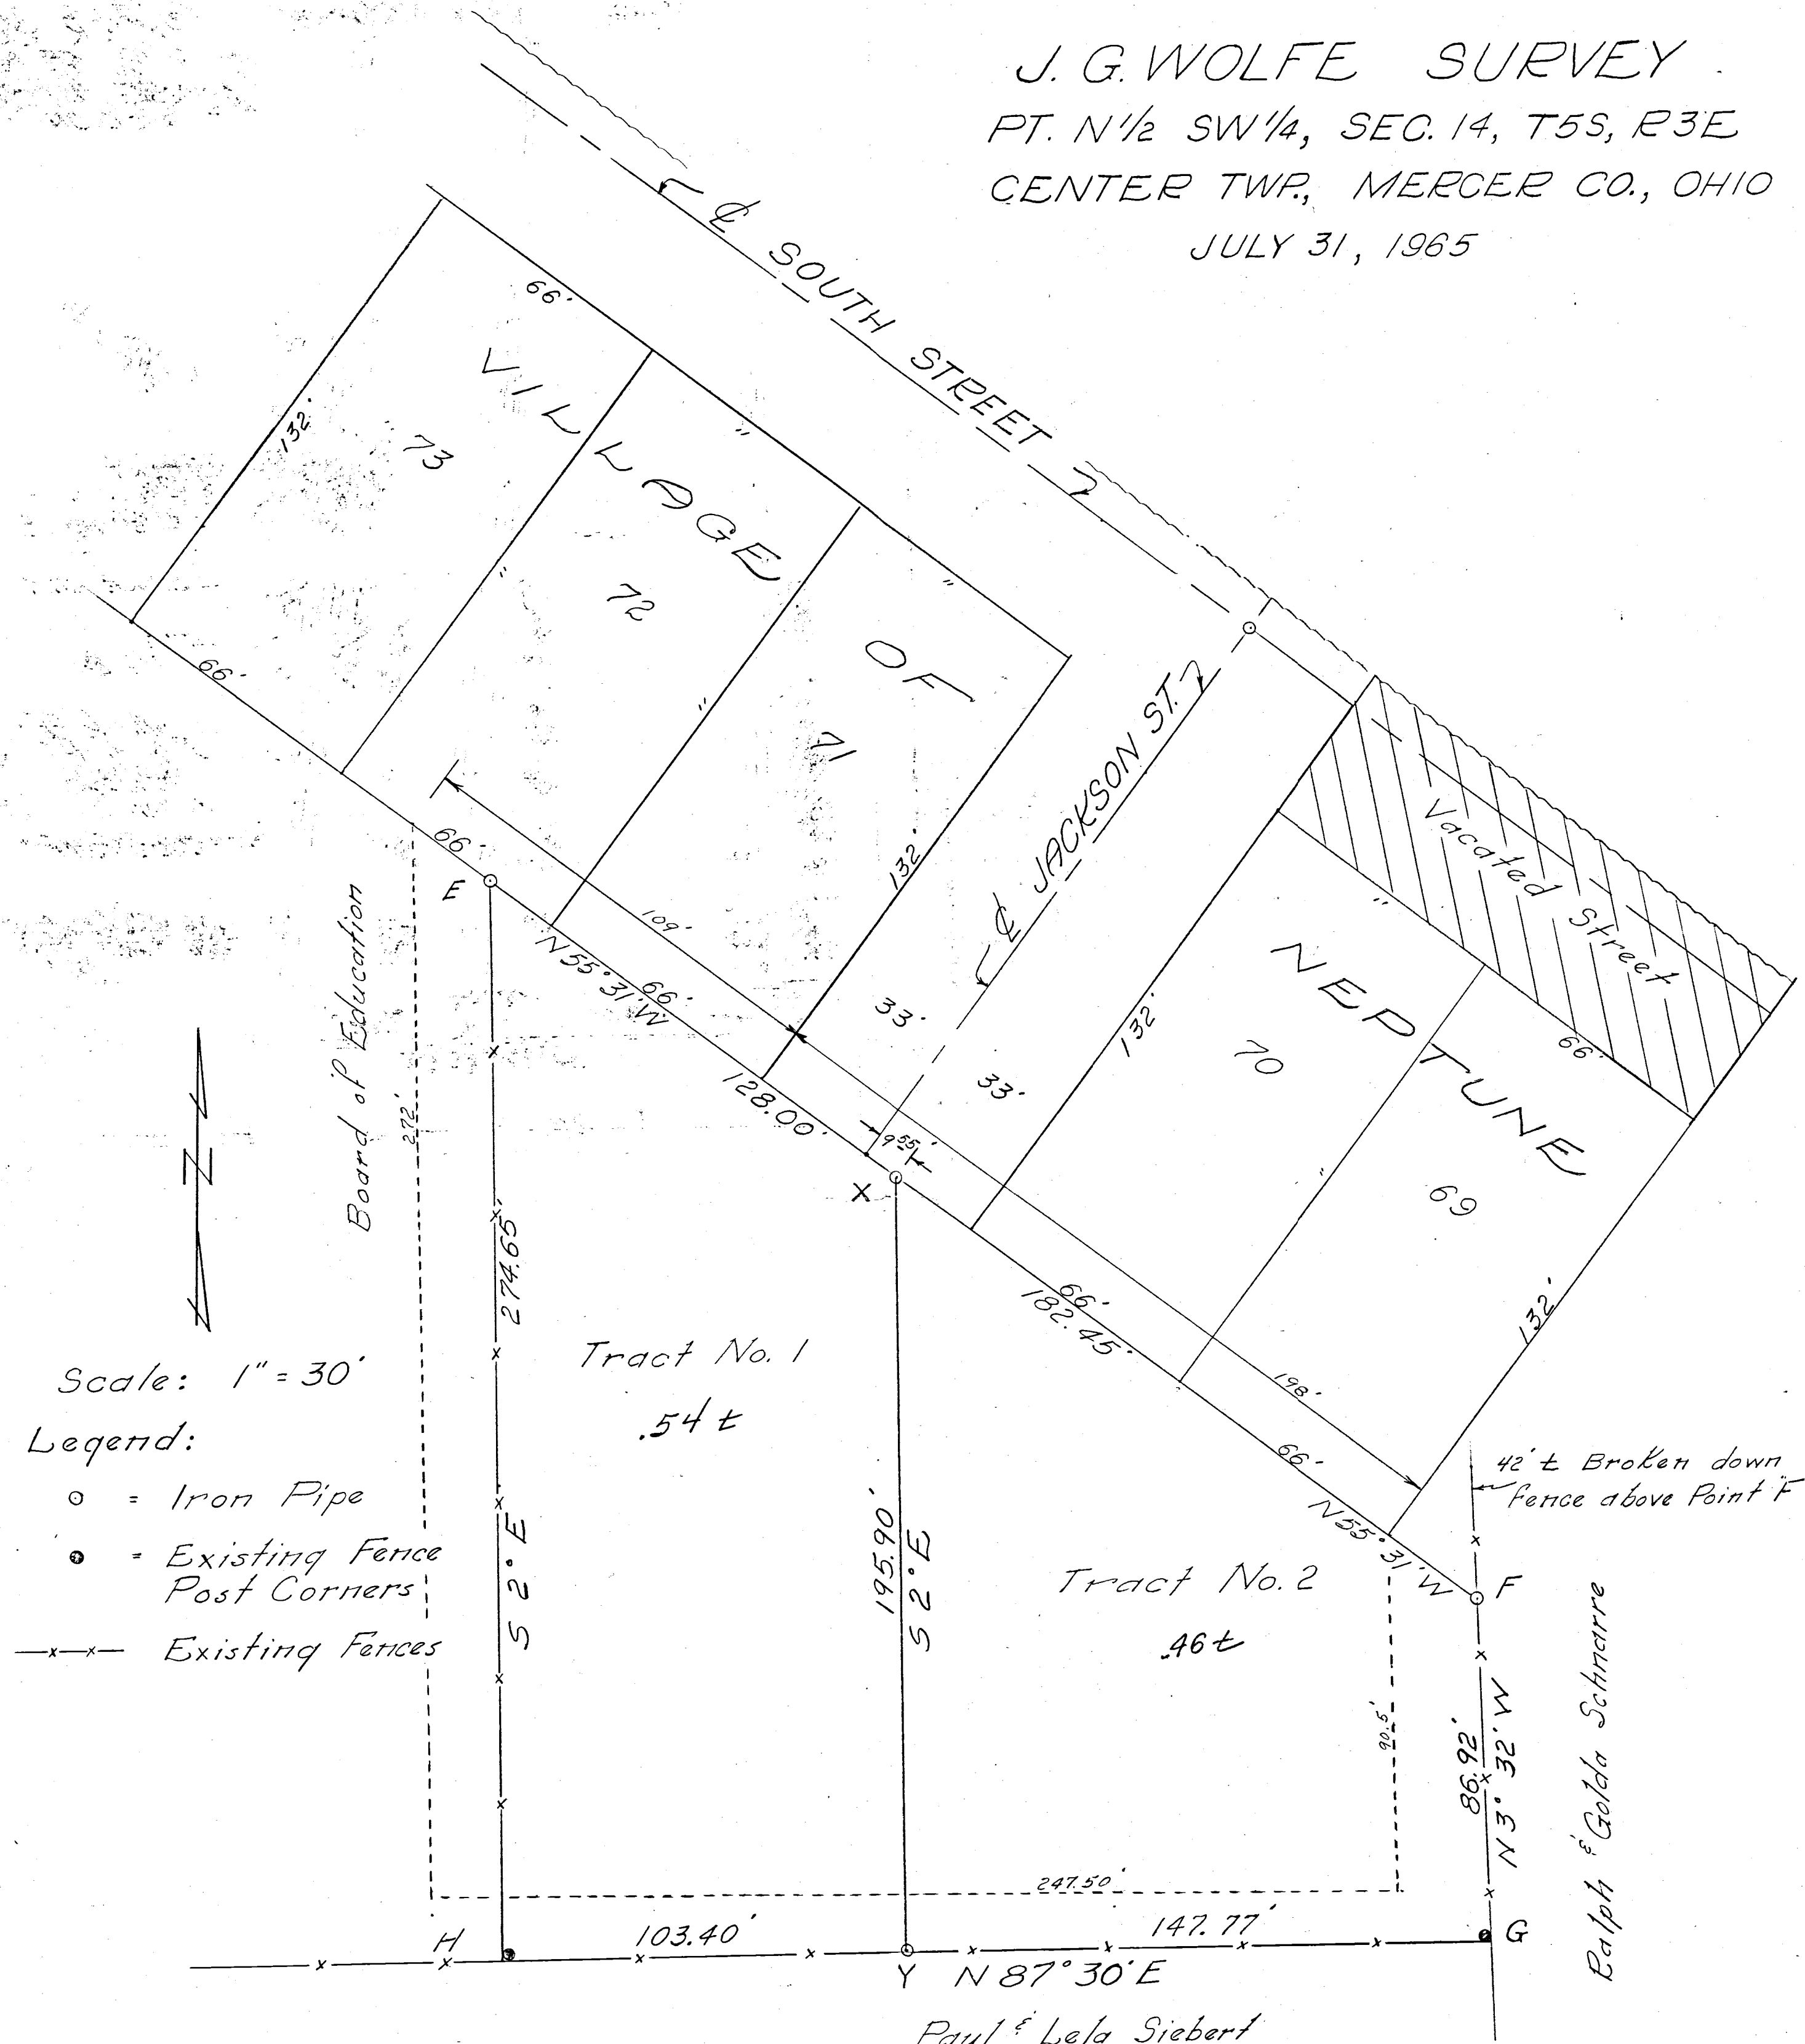 J. G. WOLFE SURVEY
PT. N 1/2 SW 1/4, SEC. 14, T5S, R3E
CENTER TWP., MERCER CO., OHIO
JULY 31, 1965
℄ SOUTH STREET
66'
"
"
VILLAGE
OF
NEPTUNE
132'
73
"
72
"
71
132'
66'
66'
109'
66'
E
N 55° 31' W
128.00'
℄ JACKSON ST.
33'
33'
9.55'
X
Vacated Street
"
66'
132'
70
"
69
132'
66'
182.45'
198'
66'
N 55° 31' W
42' ± Broken down
fence above Point "F"
F
Board of Education
272'
274.65'
S 2° E
Tract No. 1
.54 ±
195.90'
S 2° E
Tract No. 2
.46 ±
90.5'
86.92'
N 3° 32' W
Ralph & Golda Schnarre
N
Scale: 1" = 30'
Legend:
= Iron Pipe
= Existing Fence
Post Corners
—x—x— Existing Fences
247.50'
H
103.40'
147.77'
G
Y
N 87° 30' E
Paul & Lela Siebert